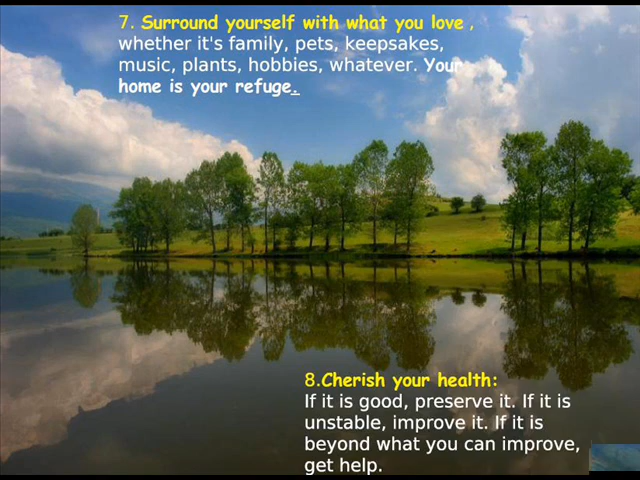 7. Surround yourself with what you love ,
whether it's family, pets, keepsakes,
music, plants, hobbies, whatever. Your
home is your refuge.
8.Cherish your health:
If it is good, preserve it. If it is
unstable, improve it. If it is
beyond what you can improve,
get help.